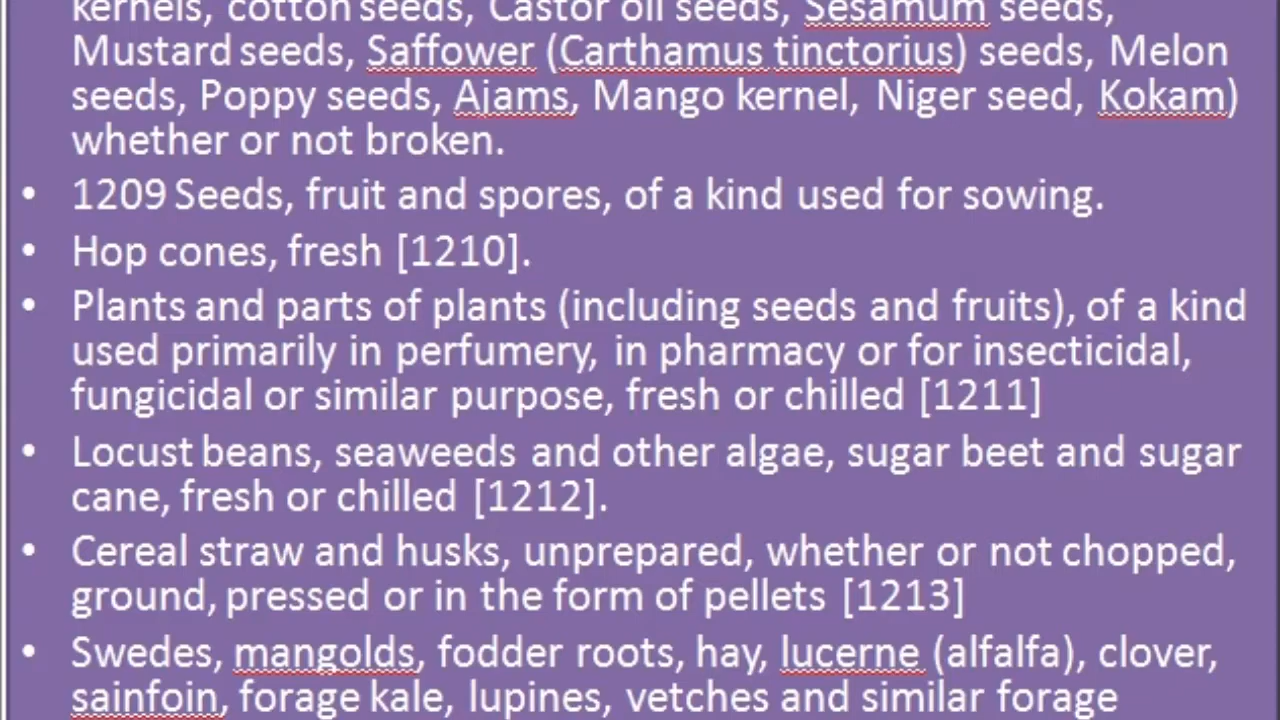 kernels, cotton seeds, Castor oil seeds, Sesamum seeds,
Mustard seeds, Saffower (Carthamus tinctorius) seeds, Melon
seeds, Poppy seeds, Ajams, Mango kernel, Niger seed, Kokam)
whether or not broken.
• 1209 Seeds, fruit and spores, of a kind used for sowing.
• Hop cones, fresh [1210].
• Plants and parts of plants (including seeds and fruits), of a kind
used primarily in perfumery, in pharmacy or for insecticidal,
fungicidal or similar purpose, fresh or chilled [1211]
• Locust beans, seaweeds and other algae, sugar beet and sugar
cane, fresh or chilled [1212].
• Cereal straw and husks, unprepared, whether or not chopped,
ground, pressed or in the form of pellets [1213]
• Swedes, mangolds, fodder roots, hay, lucerne (alfalfa), clover,
sainfoin, forage kale, lupines, vetches and similar forage